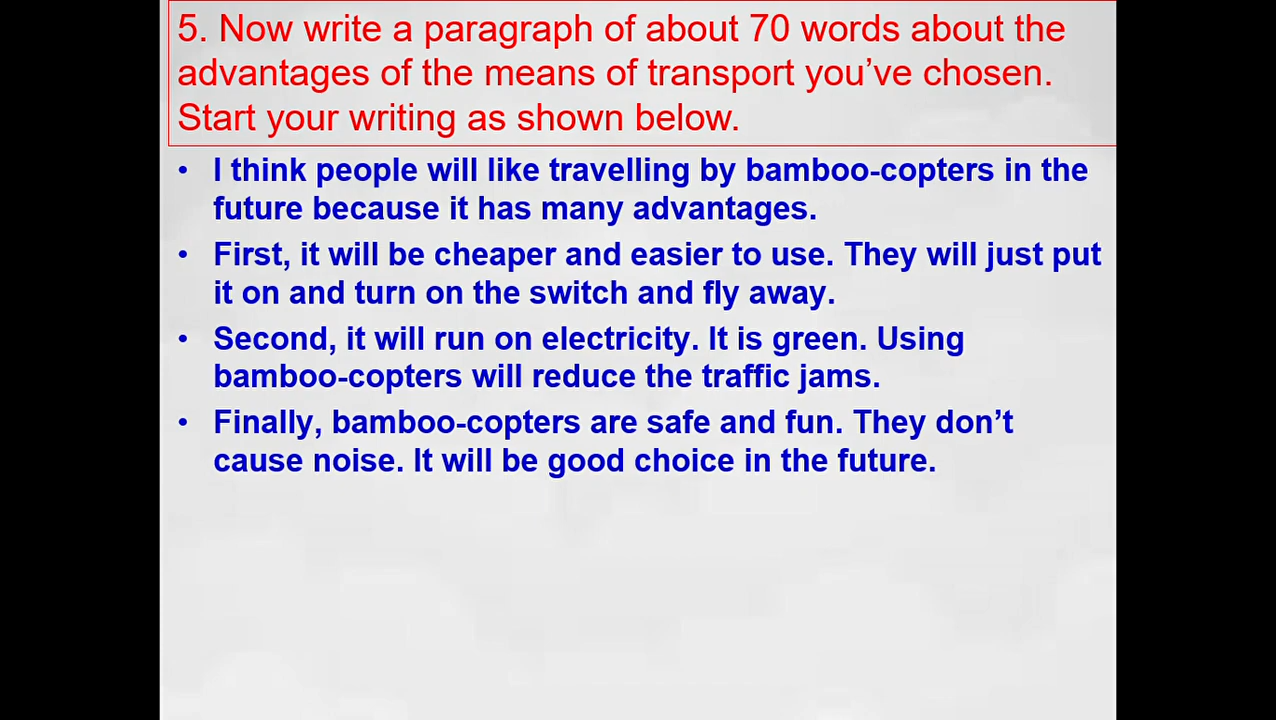 5. Now write a paragraph of about 70 words about the
advantages of the means of transport you’ve chosen.
Start your writing as shown below.
• I think people will like travelling by bamboo-copters in the
future because it has many advantages.
• First, it will be cheaper and easier to use. They will just put
it on and turn on the switch and fly away.
• Second, it will run on electricity. It is green. Using
bamboo-copters will reduce the traffic jams.
• Finally, bamboo-copters are safe and fun. They don’t
cause noise. It will be good choice in the future.